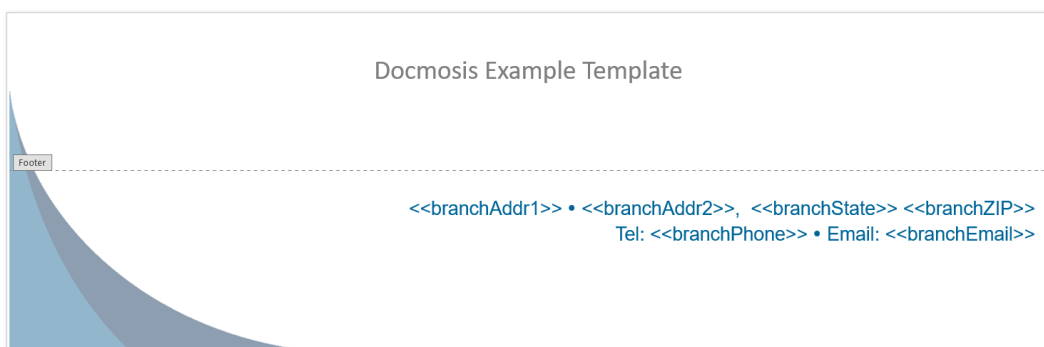 Docmosis Example Template
Footer
<<branchAddr1>> • <<branchAddr2>>,  <<branchState>> <<branchZIP>>
Tel: <<branchPhone>> • Email: <<branchEmail>>